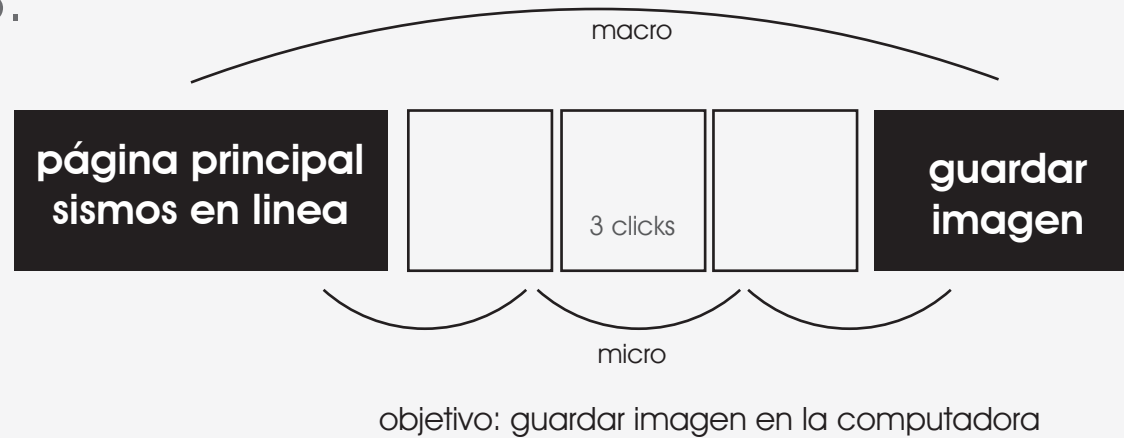 macro
página principal
sismos en linea
3 clicks
guardar
imagen
micro
objetivo: guardar imagen en la computadora